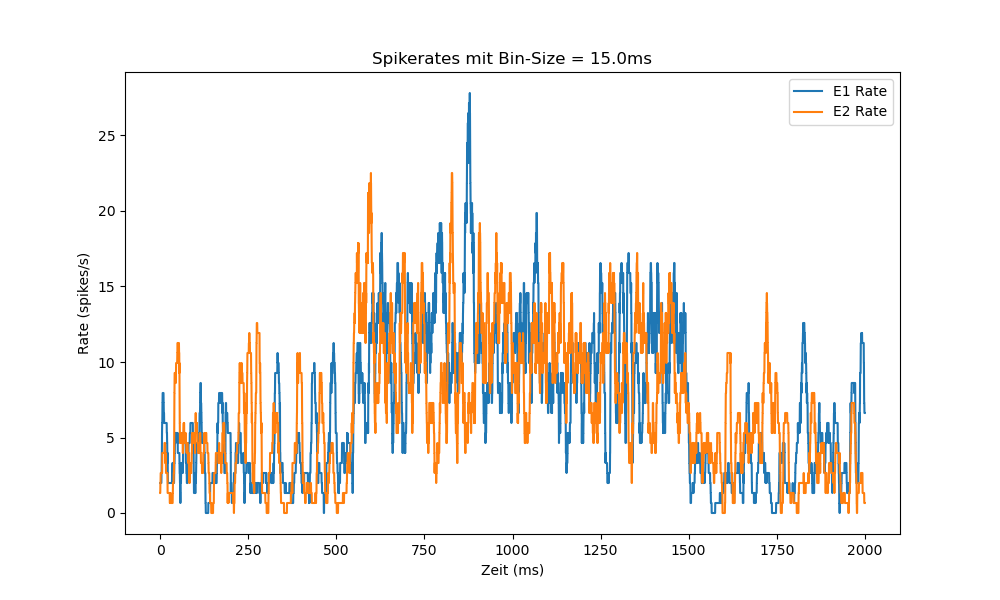 Spikerates mit Bin-Size = 15.0ms
E1 Rate
E2 Rate
Rate (spikes/s)
25
20
15
10
5
0
0 250 500 750 1000 1250 1500 1750 2000
Zeit (ms)